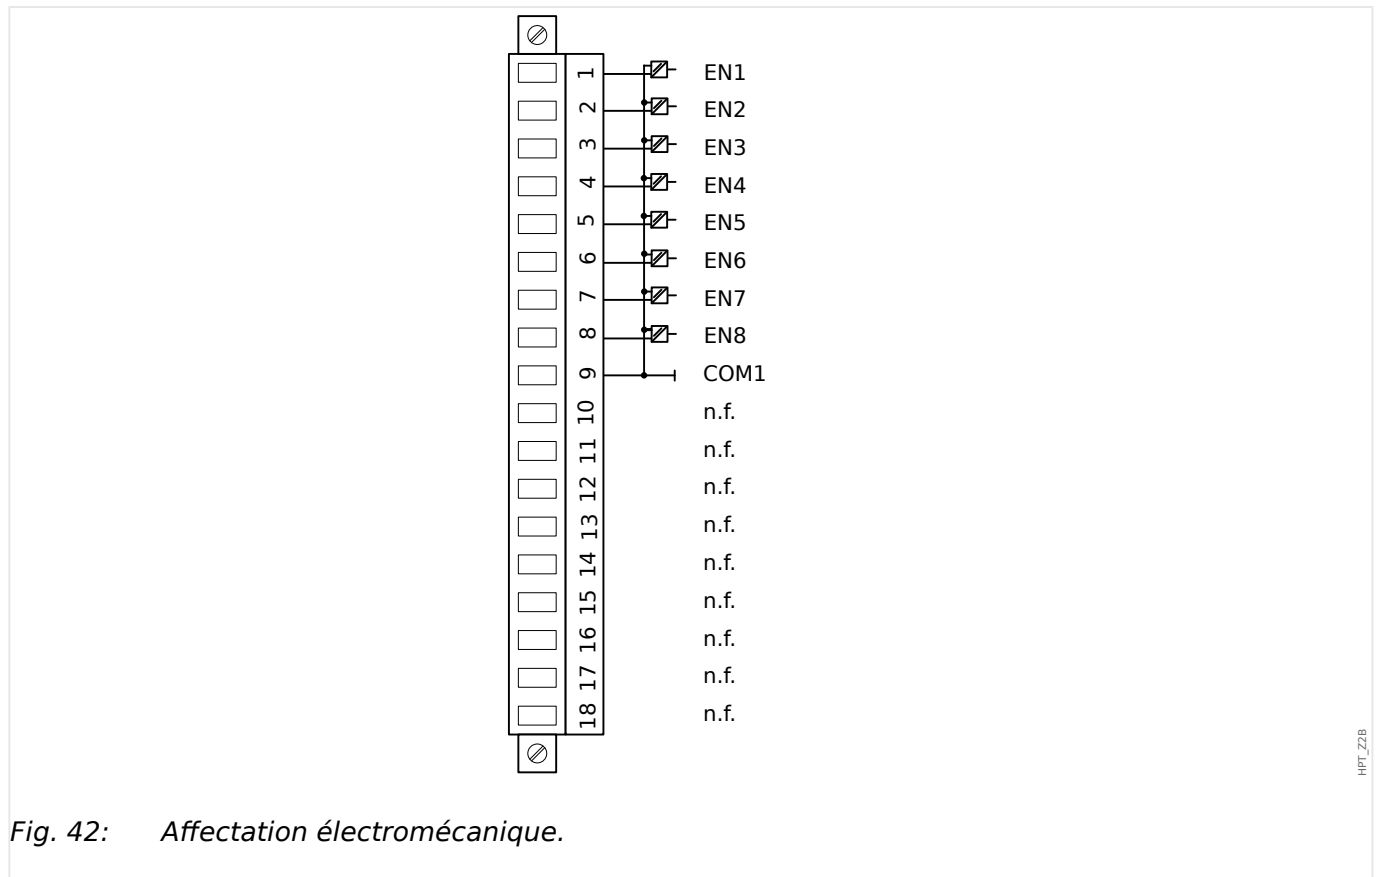 1 EN1
2 EN2
3 EN3
4 EN4
5 EN5
6 EN6
7 EN7
8 EN8
9 COM1
10 n.f.
11 n.f.
12 n.f.
13 n.f.
14 n.f.
15 n.f.
16 n.f.
17 n.f.
18 n.f.
HPT_Z2B
Fig. 42: Affectation électromécanique.